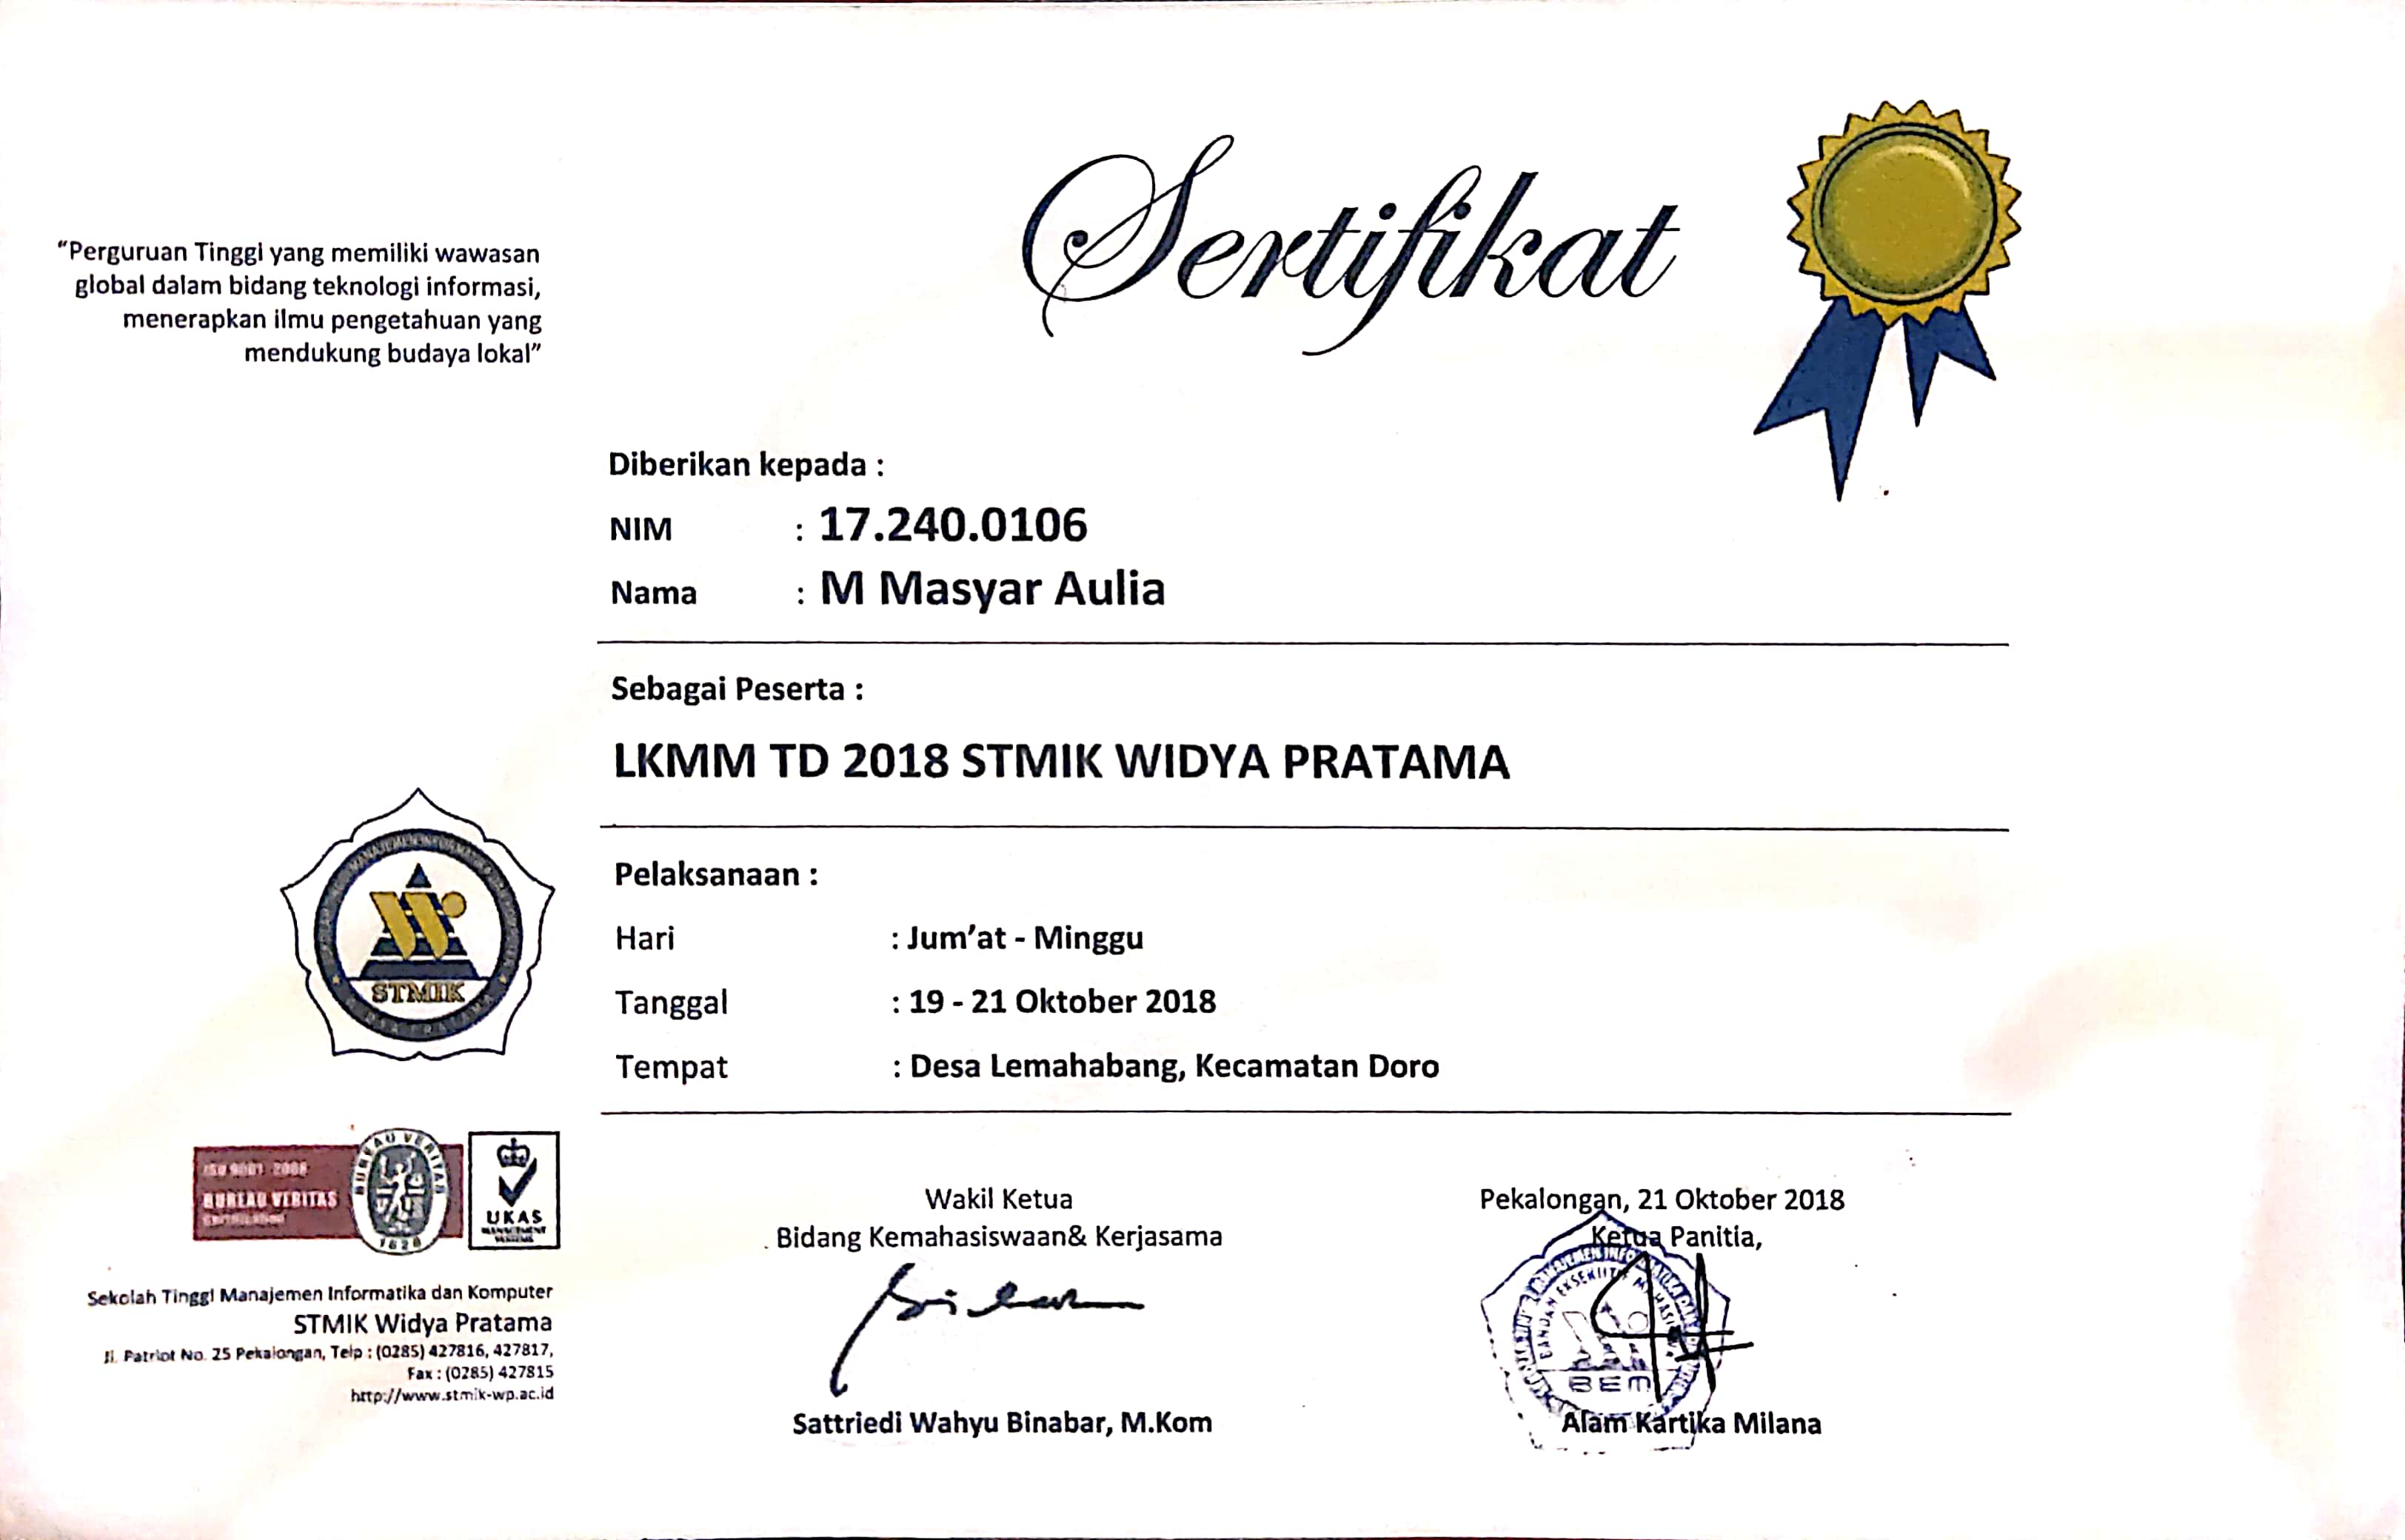 Sertifikat
"Perguruan Tinggi yang memiliki wawasan
global dalam bidang teknologi informasi,
menerapkan ilmu pengetahuan yang
mendukung budaya lokal"
Diberikan kepada :
NIM : 17.240.0106
Nama : M Masyar Aulia
Sebagai Peserta :
LKMM TD 2018 STMIK WIDYA PRATAMA
Pelaksanaan :
Hari : Jum'at - Minggu
Tanggal : 19 - 21 Oktober 2018
Tempat : Desa Lemahabang, Kecamatan Doro
STMIK
ISO 9001 2008
BUREAU VERITAS
BUREAU VERITAS
1828
UKAS
MANAGEMENT
SYSTEMS
Sekolah Tinggi Manajemen Informatika dan Komputer
STMIK Widya Pratama
Jl. Patriot No. 25 Pekalongan, Telp : (0285) 427816, 427817,
Fax : (0285) 427815
http://www.stmik-wp.ac.id
Wakil Ketua
Bidang Kemahasiswaan& Kerjasama
Sattriedi Wahyu Binabar, M.Kom
Pekalongan, 21 Oktober 2018
Ketua Panitia,
BADAN EKSEKUTIF MAHASISWA
BEM
Alam Kartika Milana